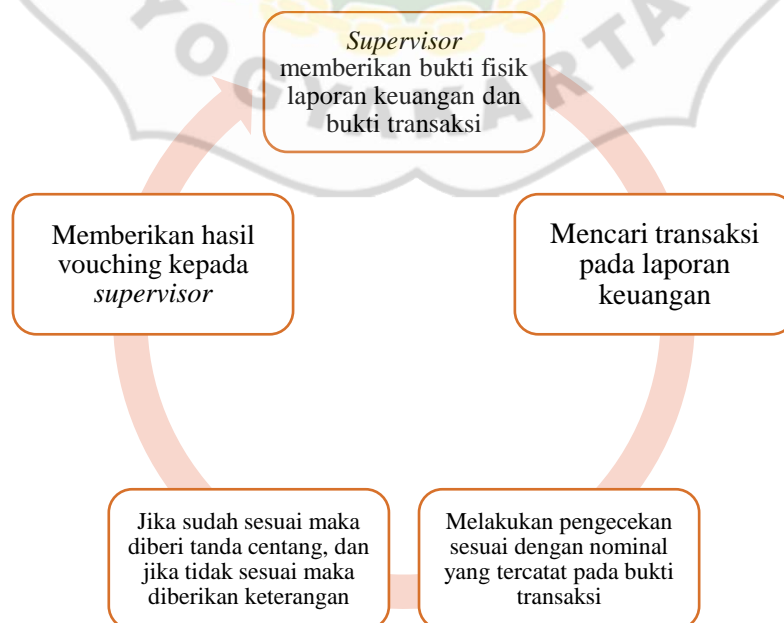 YOGYAKARTA
Supervisor
memberikan bukti fisik
laporan keuangan dan
bukti transaksi
Mencari transaksi
pada laporan
keuangan
Melakukan pengecekan
sesuai dengan nominal
yang tercatat pada bukti
transaksi
Jika sudah sesuai maka
diberi tanda centang, dan
jika tidak sesuai maka
diberikan keterangan
Memberikan hasil
vouching kepada
supervisor